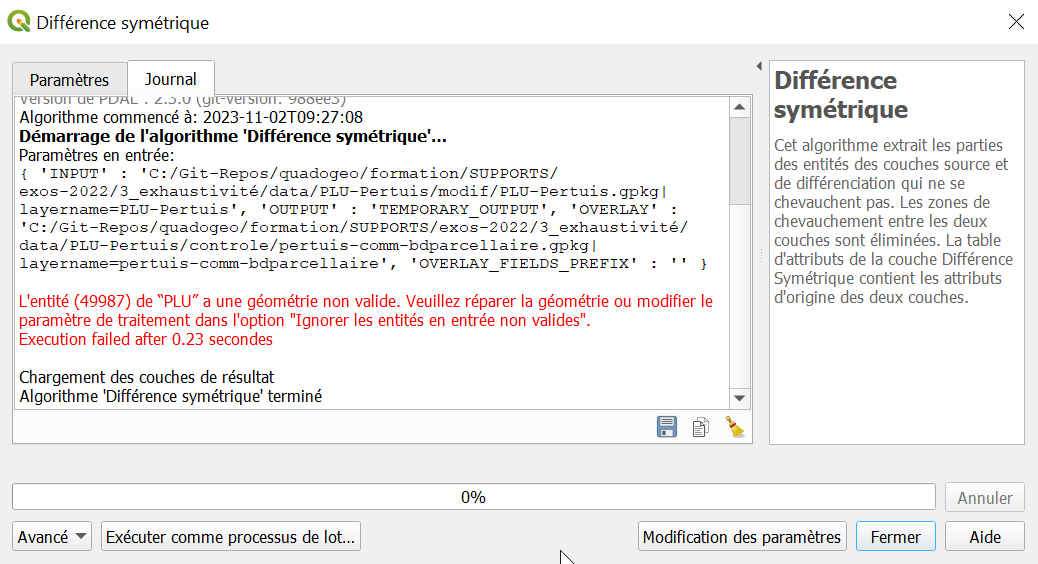 Différence symétrique
Paramètres
Journal
Version de PDAL : 2.3.0 (git-version: 988ee3)
Algorithme commencé à: 2023-11-02T09:27:08
Démarrage de l'algorithme 'Différence symétrique'...
Paramètres en entrée:
{ 'INPUT' : 'C:/Git-Repos/quadogeo/formation/SUPPORTS/
exos-2022/3_exhaustivité/data/PLU-Pertuis/modif/PLU-Pertuis.gpkg|
layername=PLU-Pertuis', 'OUTPUT' : 'TEMPORARY_OUTPUT', 'OVERLAY' :
'C:/Git-Repos/quadogeo/formation/SUPPORTS/exos-2022/3_exhaustivité/
data/PLU-Pertuis/controle/pertuis-comm-bdparcellaire.gpkg|
layername=pertuis-comm-bdparcellaire', 'OVERLAY_FIELDS_PREFIX' : '' }
L'entité (49987) de “PLU” a une géométrie non valide. Veuillez réparer la géométrie ou modifier le
paramètre de traitement dans l'option "Ignorer les entités en entrée non valides".
Execution failed after 0.23 secondes
Chargement des couches de résultat
Algorithme 'Différence symétrique' terminé
Différence
symétrique
Cet algorithme extrait les parties
des entités des couches source et
de différenciation qui ne se
chevauchent pas. Les zones de
chevauchement entre les deux
couches sont éliminées. La table
d'attributs de la couche Différence
Symétrique contient les attributs
d'origine des deux couches.
0%
Annuler
Avancé
Exécuter comme processus de lot...
Modification des paramètres
Fermer
Aide